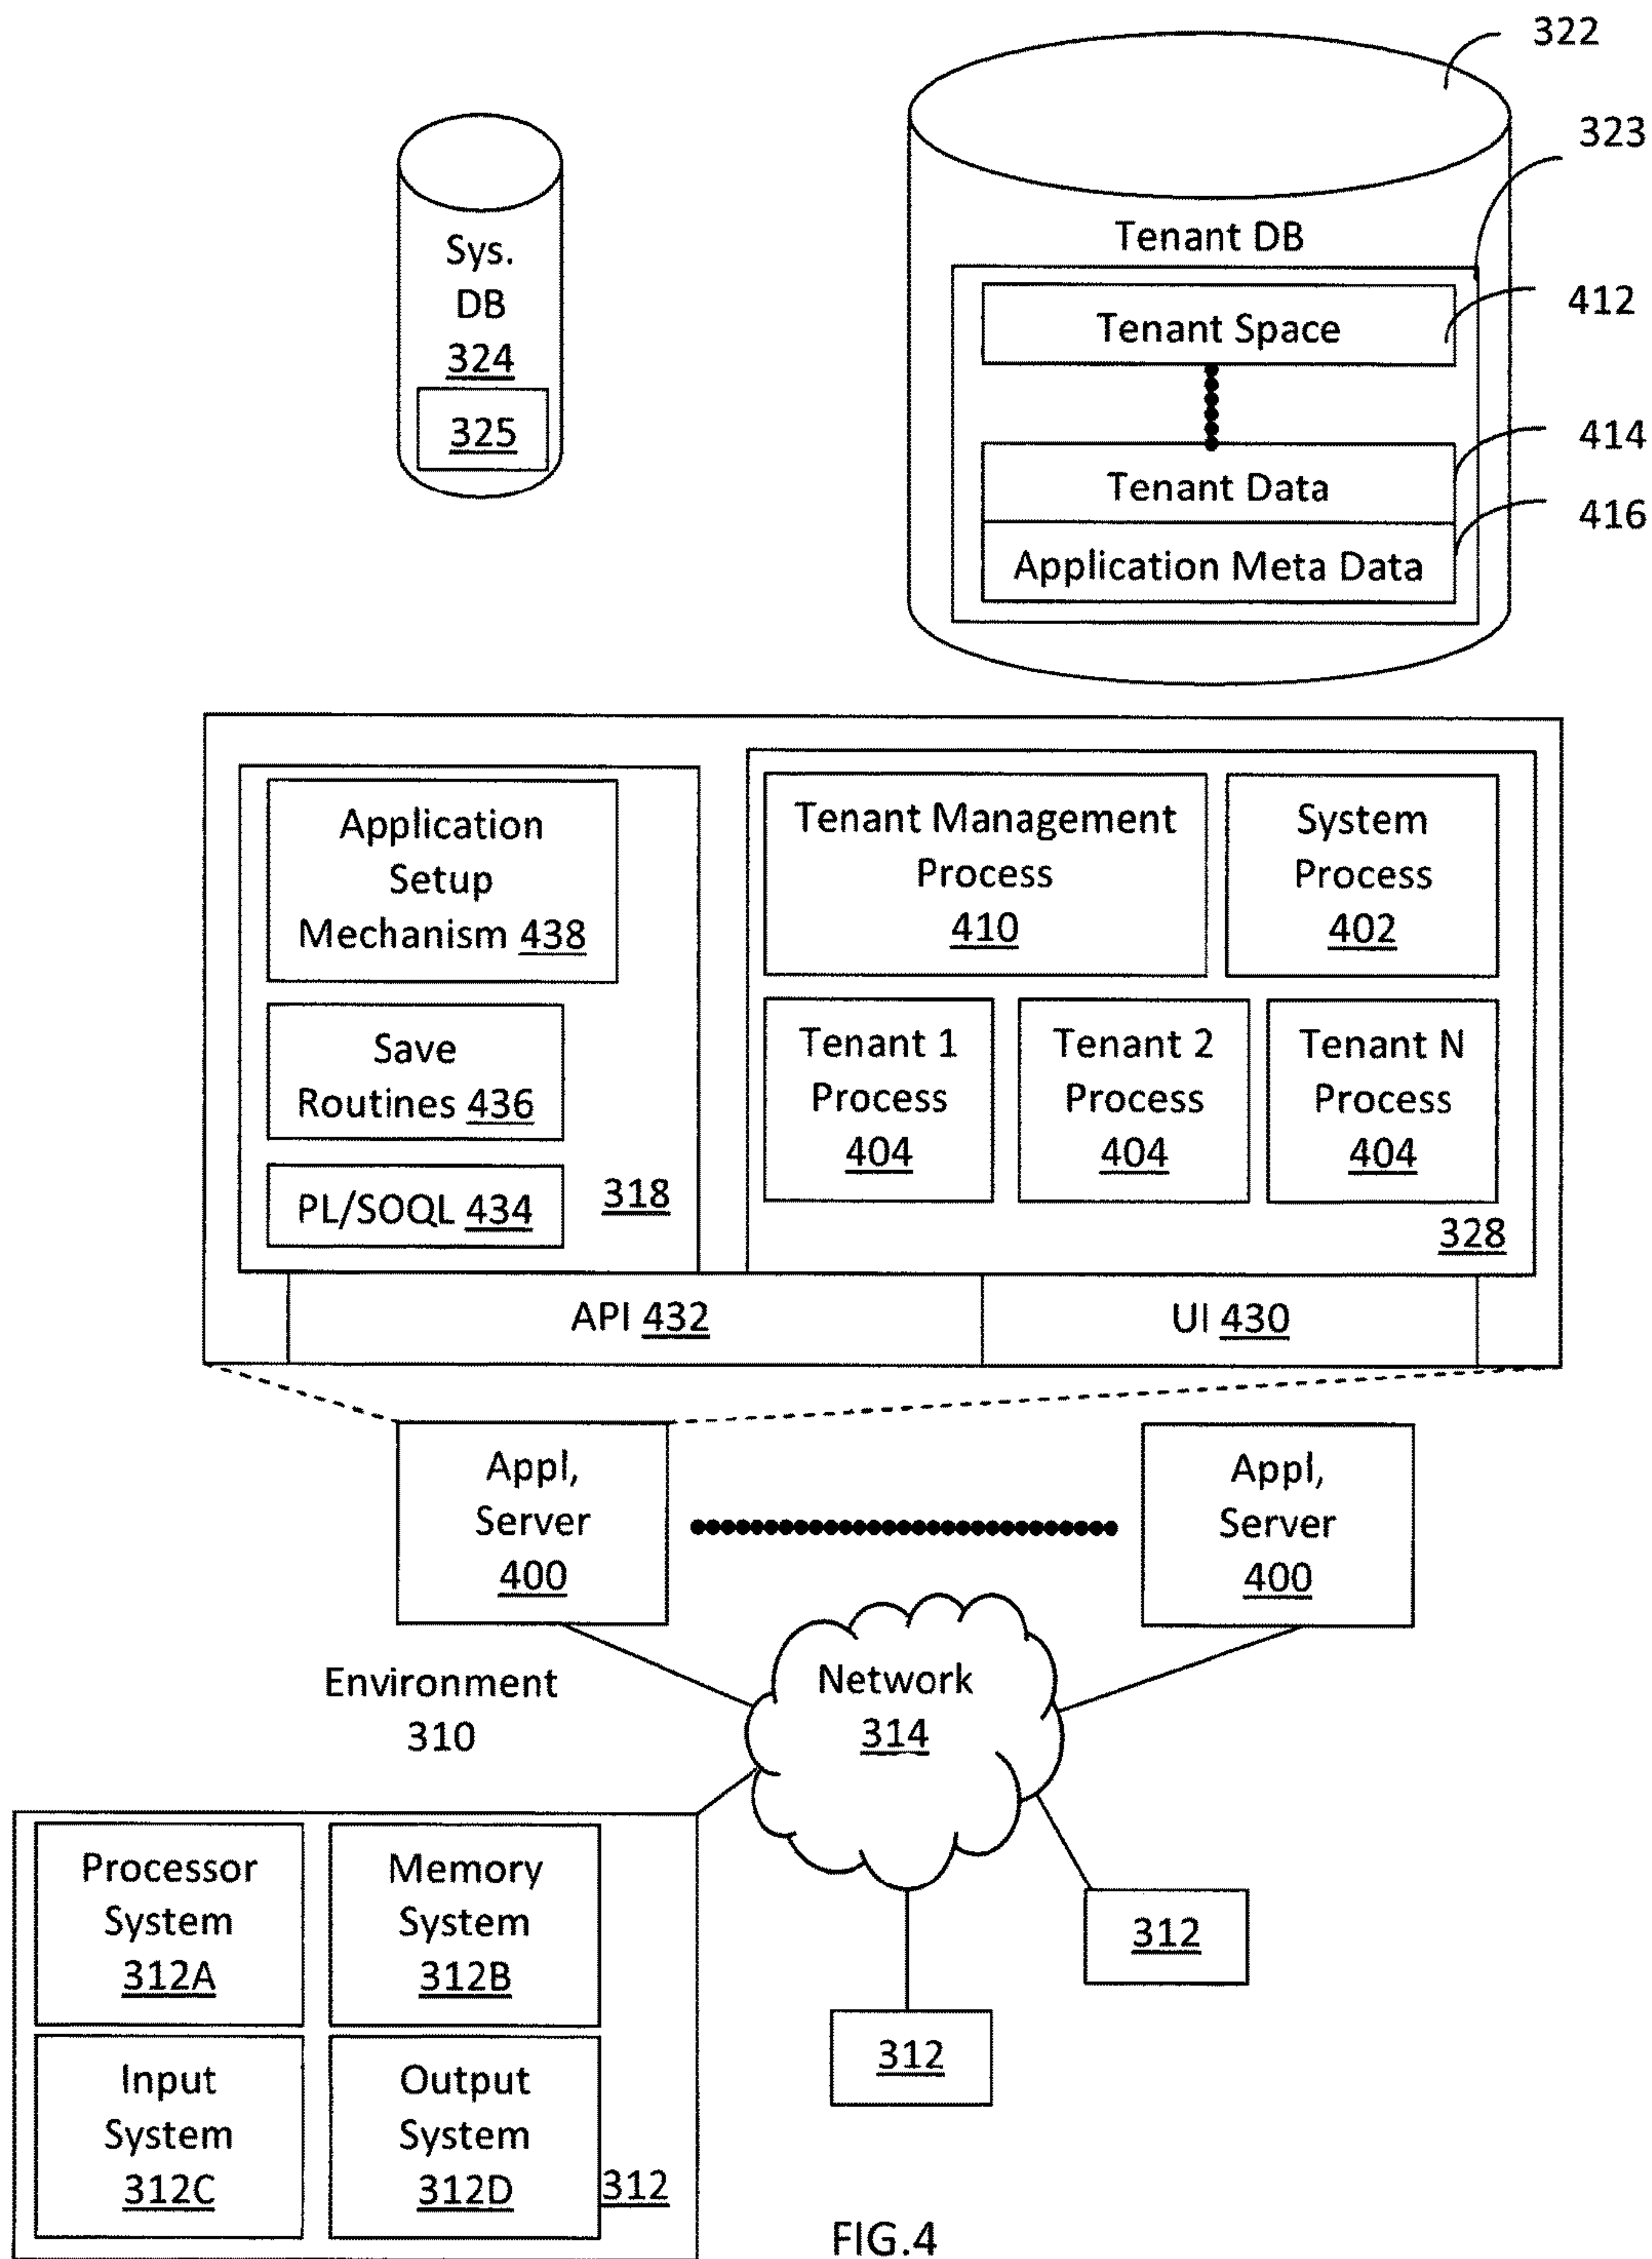 322
323
Sys.
DB
324
325
Tenant DB
Tenant Space
412
414
Tenant Data
416
Application Meta Data
Application
Setup
Mechanism 438
Save
Routines 436
PL/SOQL 434
318
Tenant Management
Process
410
System
Process
402
Tenant 1
Process
404
Tenant 2
Process
404
Tenant N
Process
404
328
API 432
UI 430
Appl,
Server
400
Appl,
Server
400
Environment
310
Network
314
Processor
System
312A
Memory
System
312B
Input
System
312C
Output
System
312D
312
312
312
FIG.4